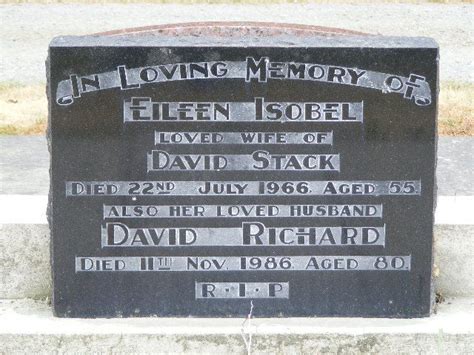 In Loving Memory of
Eileen Isobel
LOVED WIFE OF
David Stack
Died 22ND July 1966. Aged 55
ALSO HER LOVED HUSBAND
David Richard
Died 11TH Nov. 1986. Aged 80.
R·I·P